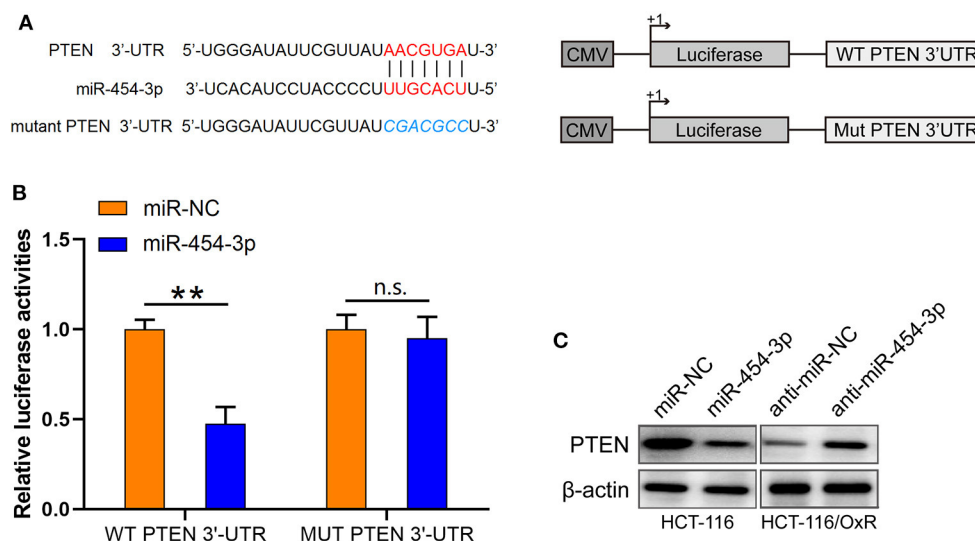 A
PTEN 3'-UTR 5'-UGGGAUAUUCGUUAUAACGUGAU-3'
miR-454-3p 3'-UCACAUCCUACCCCUUUGCACUU-5'
mutant PTEN 3'-UTR 5'-UGGGAUAUUCGUUAUCGACGCCU-3'
+1
CMV Luciferase WT PTEN 3'UTR
+1
CMV Luciferase Mut PTEN 3'UTR
B
miR-NC
miR-454-3p
Relative luciferase activities
1.5
1.0
0.5
0.0
**
n.s.
WT PTEN 3'-UTR MUT PTEN 3'-UTR
C
miR-NC miR-454-3p anti-miR-NC anti-miR-454-3p
PTEN
β-actin
HCT-116 HCT-116/OxR